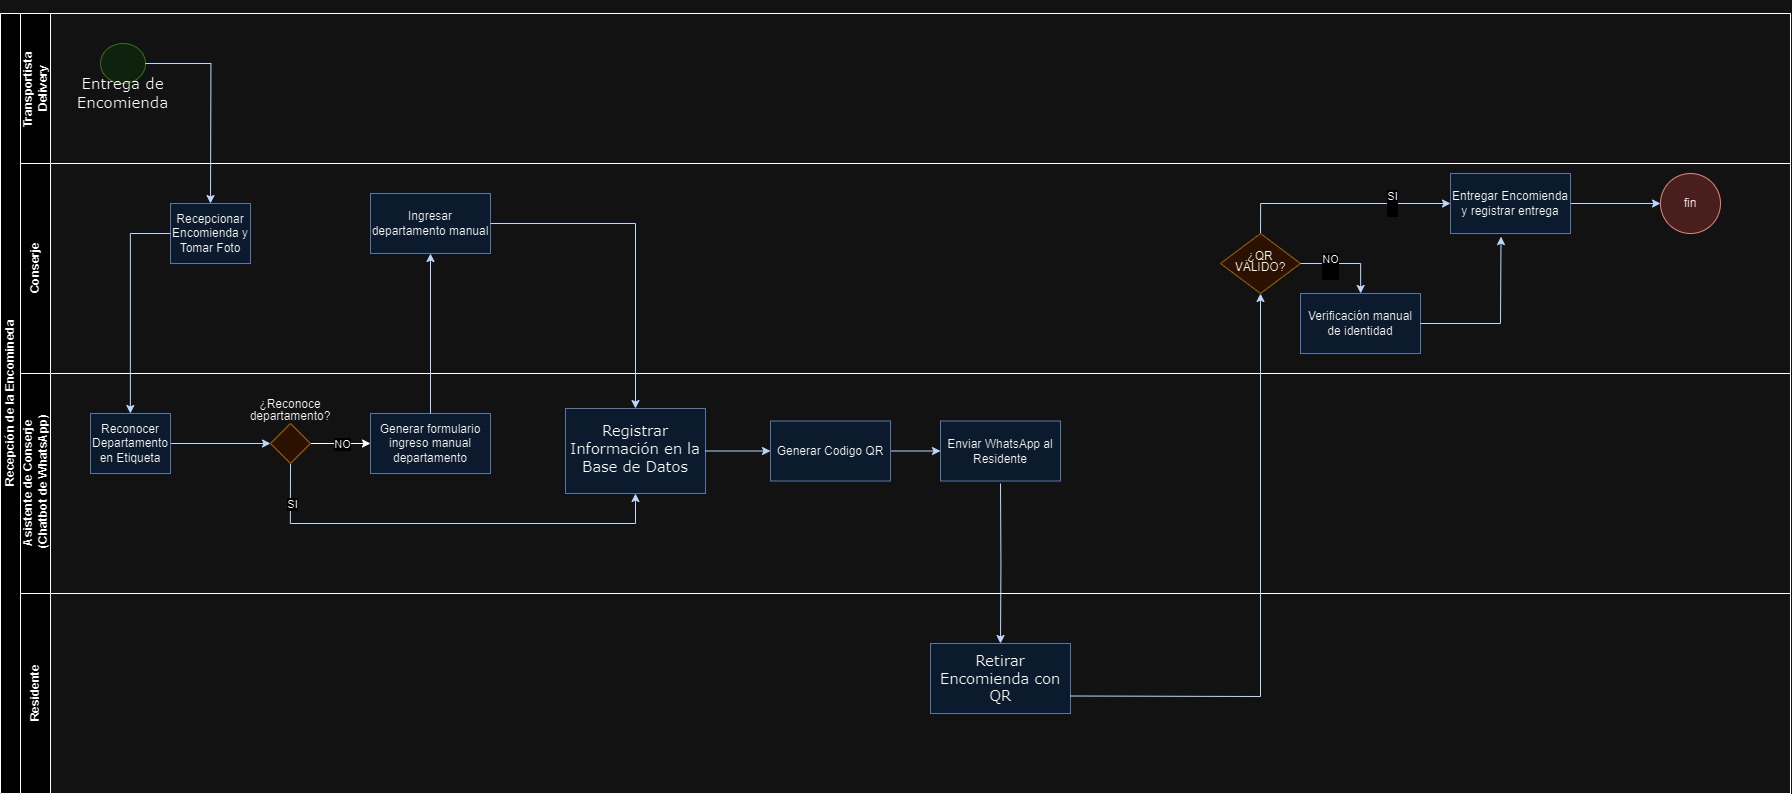 Recepción de la Encomineda
Transportista
Delivery
Entrega de
Encomienda
Conserje
Recepcionar
Encomienda y
Tomar Foto
Ingresar
departamento manual
¿QR
VALIDO?
SI
NO
Entregar Encomienda
y registrar entrega
fin
Verificación manual
de identidad
Asistente de Conserje
(Chatbot de WhatsApp)
Reconocer
Departamento
en Etiqueta
¿Reconoce
departamento?
NO
SI
Generar formulario
ingreso manual
departamento
Registrar
Información en la
Base de Datos
Generar Codigo QR
Enviar WhatsApp al
Residente
Residente
Retirar
Encomienda con
QR